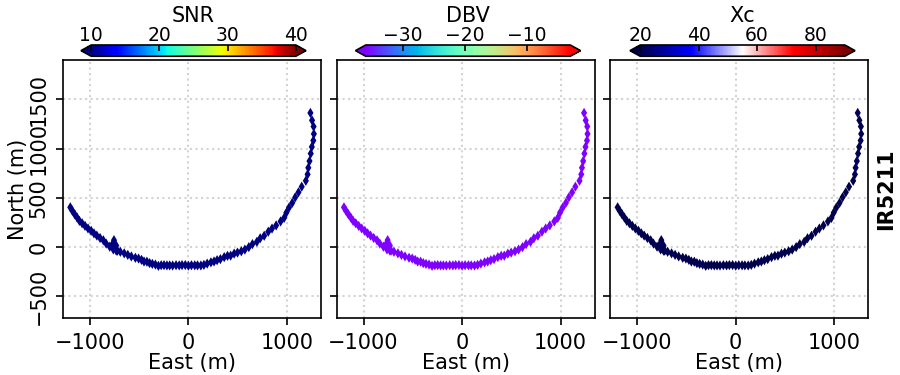 SNR DBV Xc
10 20 30 40 −30 −20 −10 20 40 60 80
1500
1000
500
0
−500
North (m)
IR5211
−1000 0 1000 −1000 0 1000 −1000 0 1000
East (m) East (m) East (m)